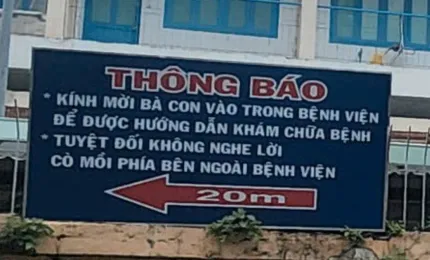 THÔNG BÁO
* KÍNH MỜI BÀ CON VÀO TRONG BỆNH VIỆN
ĐỂ ĐƯỢC HƯỚNG DẪN KHÁM CHỮA BỆNH
* TUYỆT ĐỐI KHÔNG NGHE LỜI
CÒ MỒI PHÍA BÊN NGOÀI BỆNH VIỆN
20m